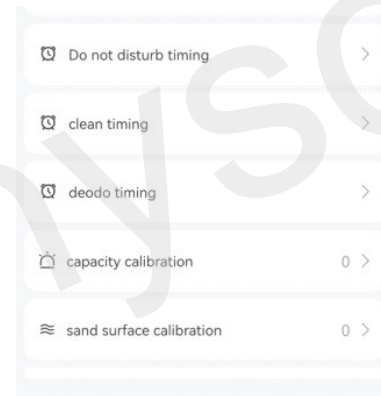 Do not disturb timing
clean timing
deodo timing
capacity calibration 0
sand surface calibration 0